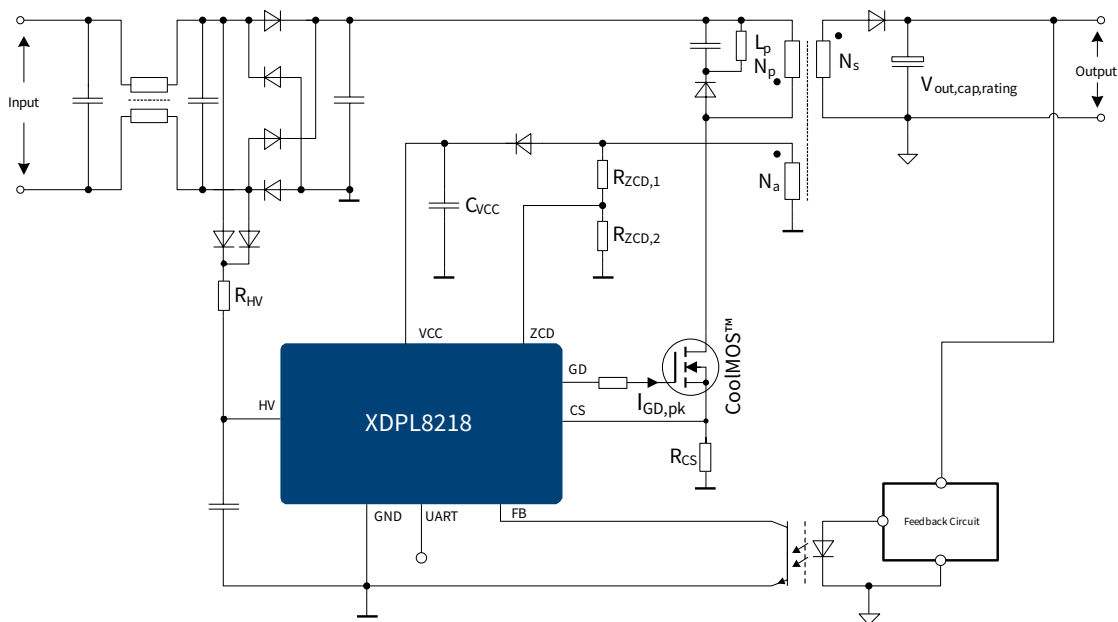 Input
Lp
Np
Ns
Vout,cap,rating
Output
RZCD,1
Na
CVCC
RZCD,2
RHV
VCC
ZCD
CoolMOS™
GD
IGD,pk
HV
CS
XDPL8218
RCS
GND
UART
FB
Feedback Circuit